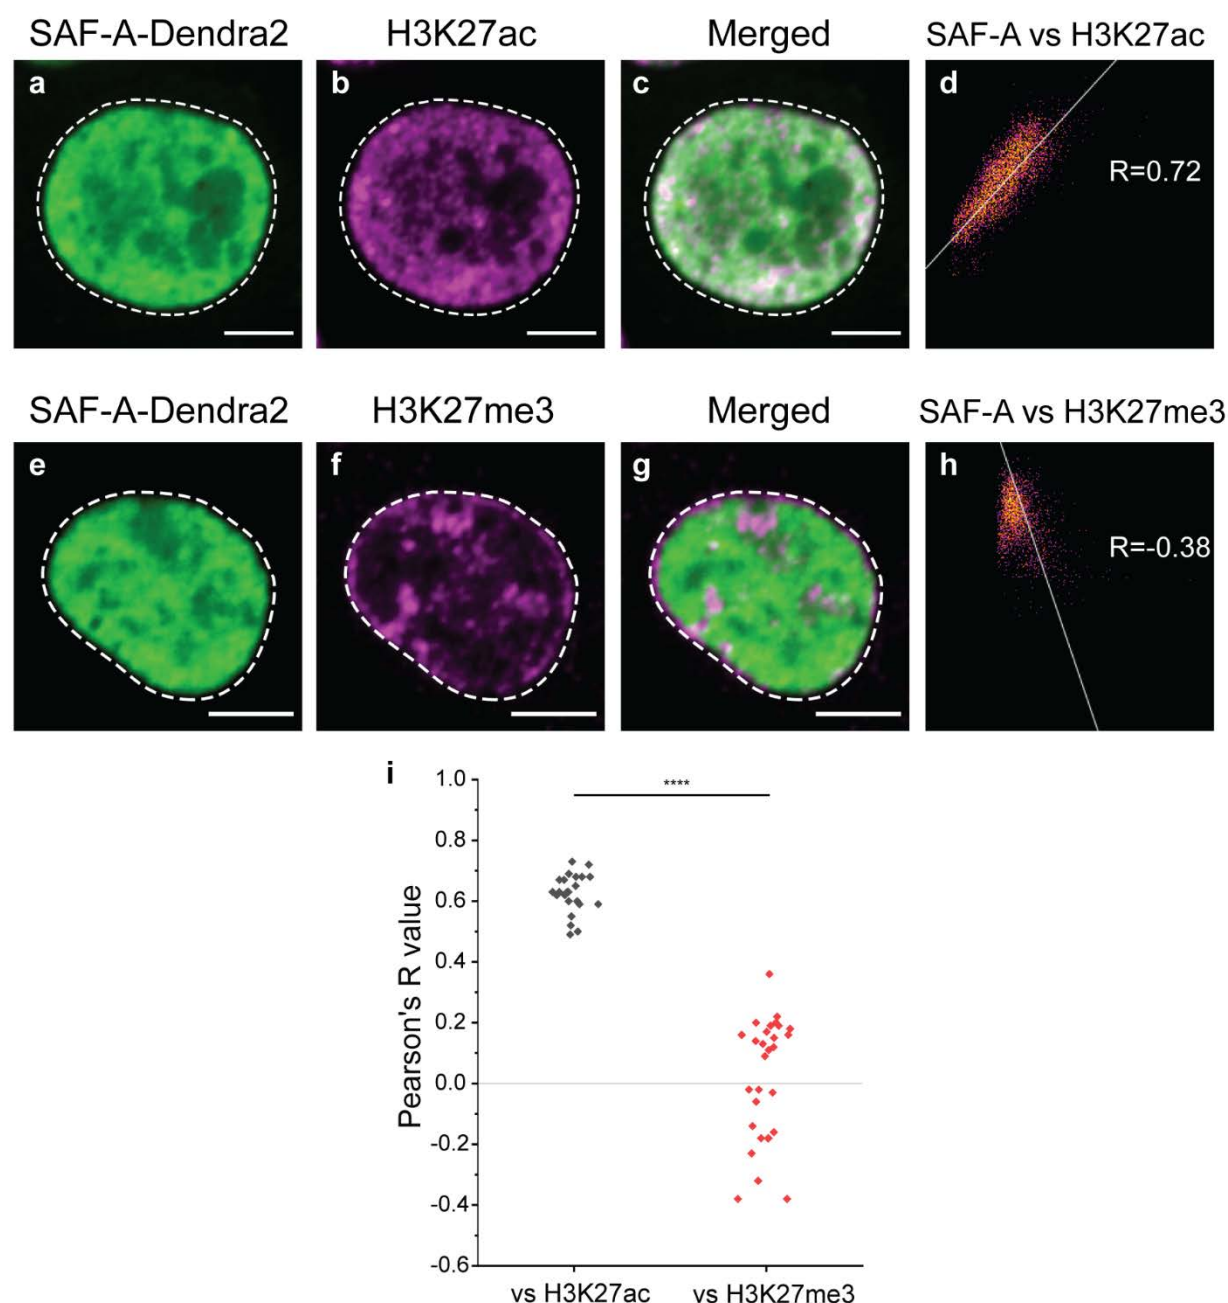 SAF-A-Dendra2 H3K27ac Merged SAF-A vs H3K27ac
a b c d
R=0.72
SAF-A-Dendra2 H3K27me3 Merged SAF-A vs H3K27me3
e f g h
R=-0.38
i
1.0
****
0.8
0.6
0.4
0.2
0.0
-0.2
-0.4
-0.6
Pearson's R value
vs H3K27ac vs H3K27me3